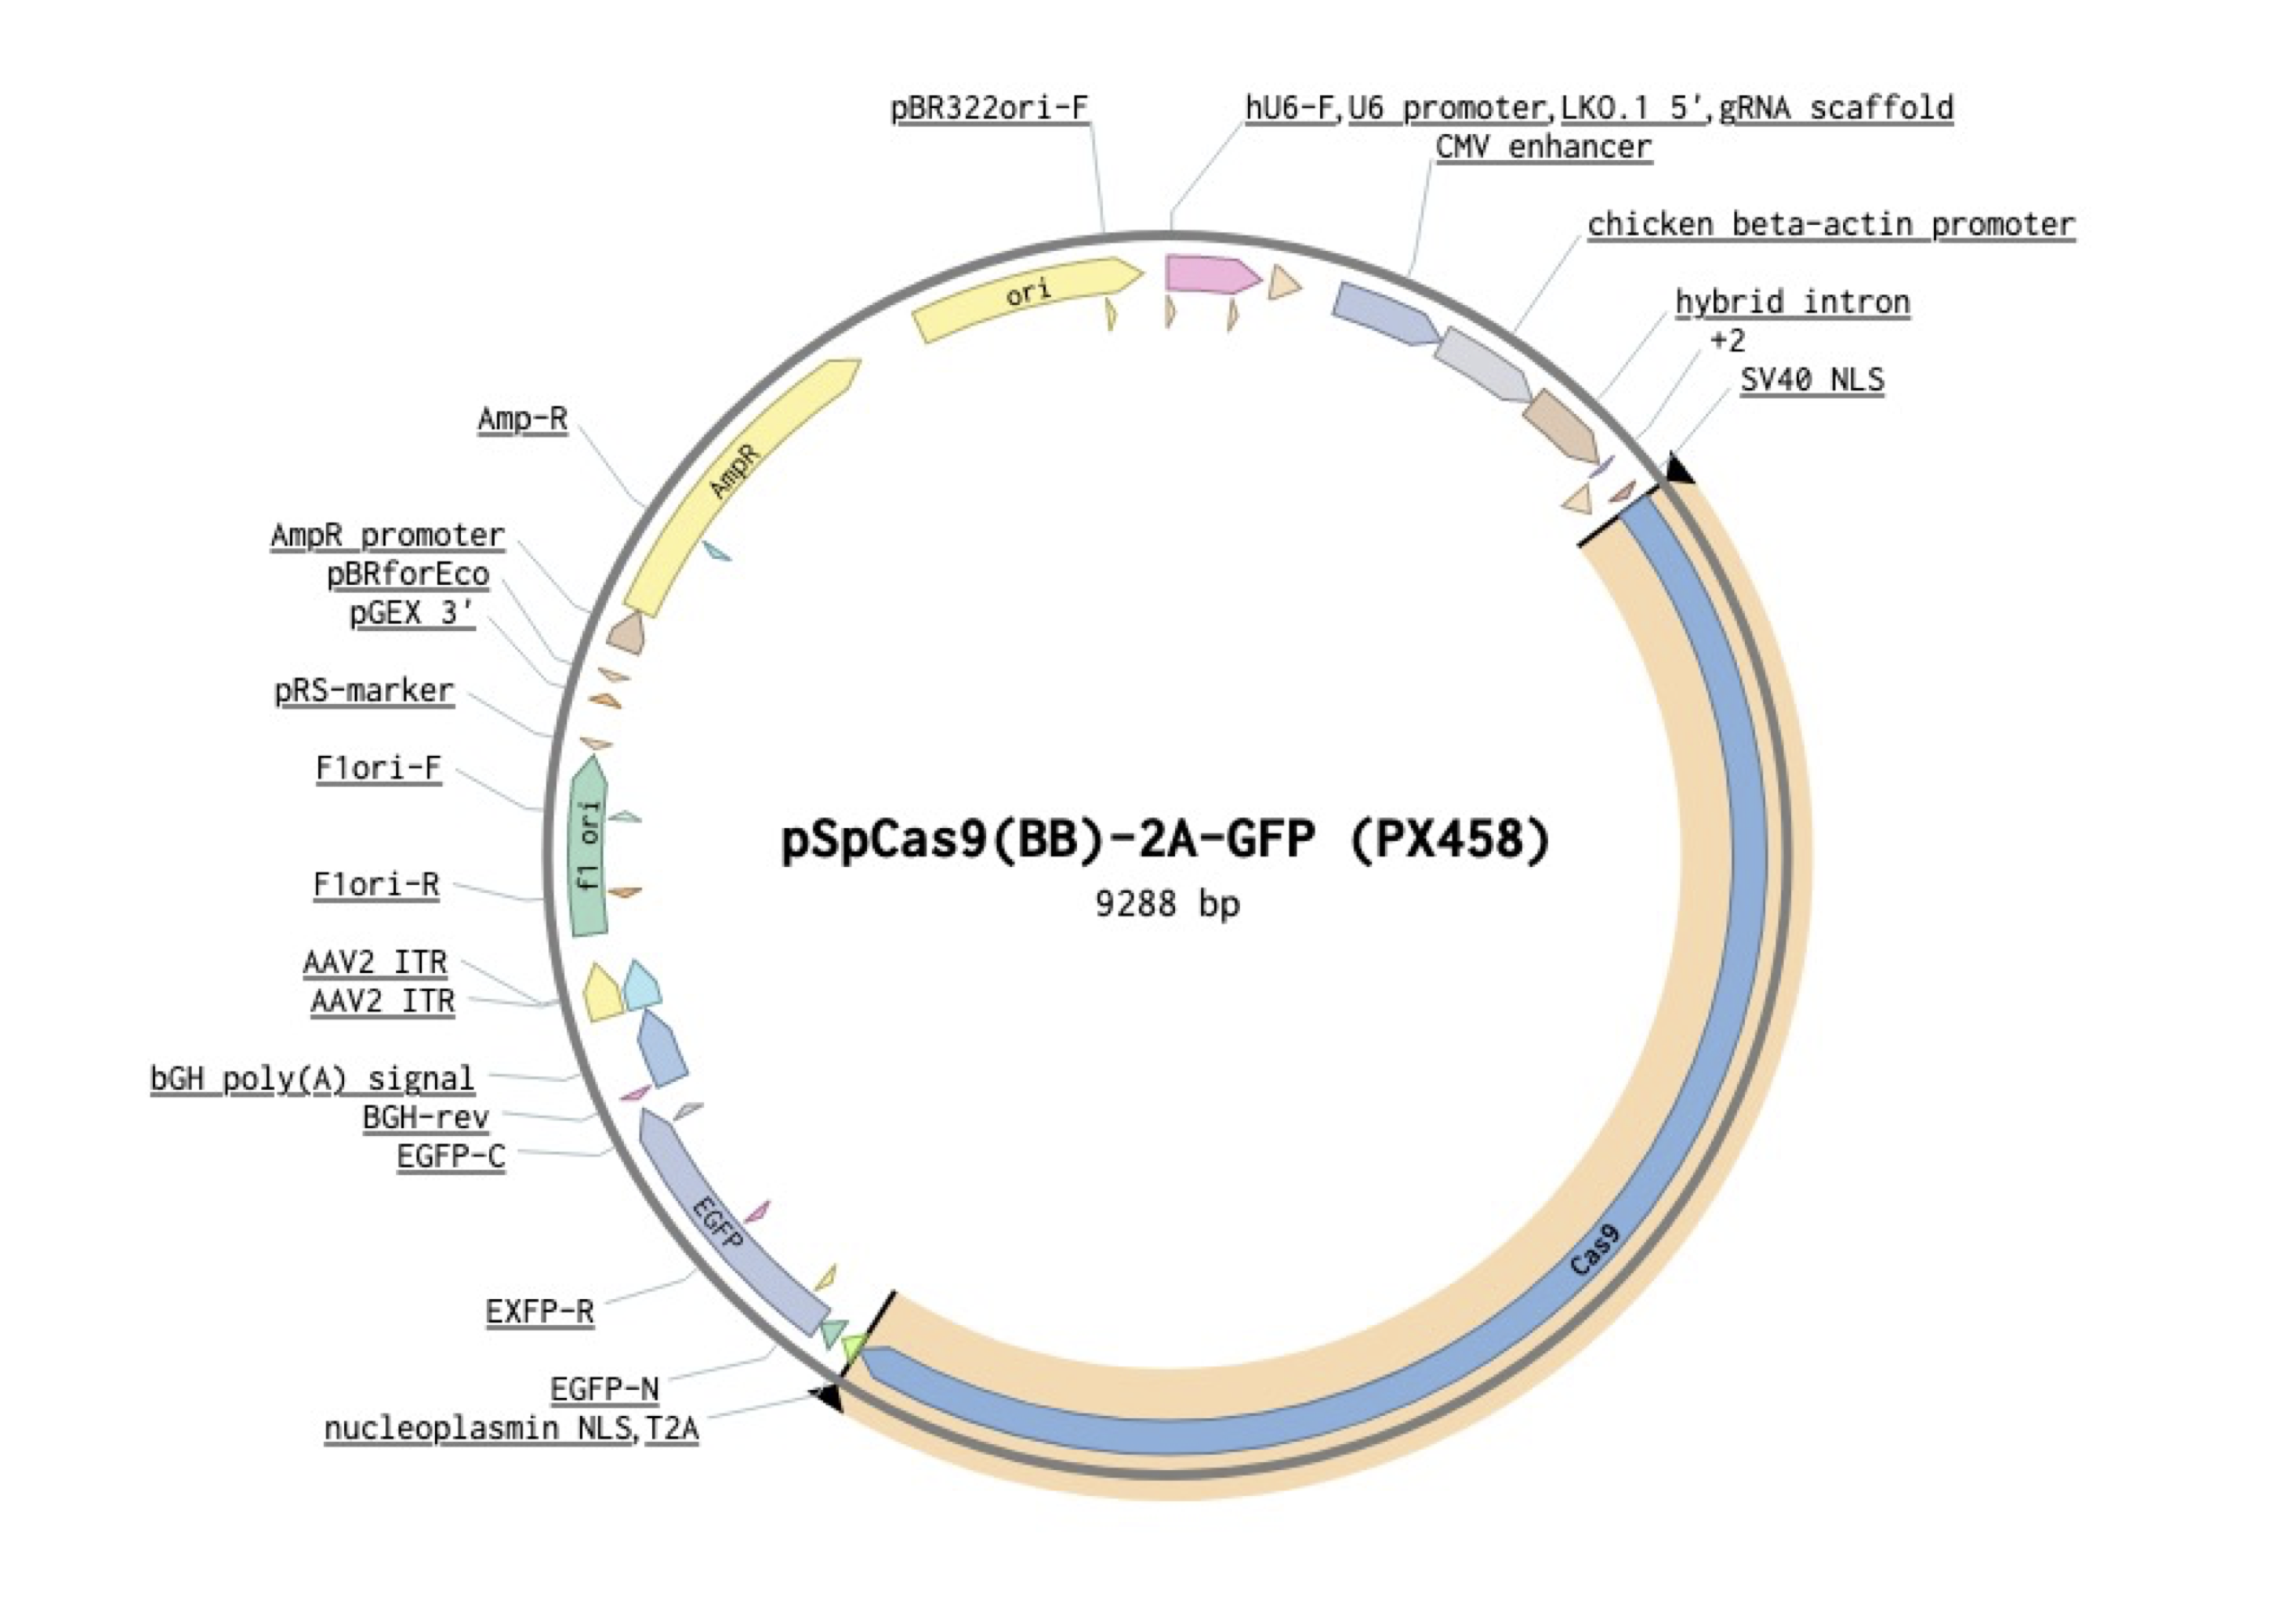 pBR322ori-F
hU6-F,U6 promoter,LKO.1 5',gRNA scaffold
CMV enhancer
chicken beta-actin promoter
hybrid intron
+2
SV40 NLS
ori
Amp-R
AmpR
AmpR promoter
pBRforEco
pGEX 3'
pRS-marker
F1ori-F
f1 ori
F1ori-R
AAV2 ITR
AAV2 ITR
bGH poly(A) signal
BGH-rev
EGFP-C
EGFP
EXFP-R
EGFP-N
nucleoplasmin NLS,T2A
Cas9
pSpCas9(BB)-2A-GFP (PX458)
9288 bp